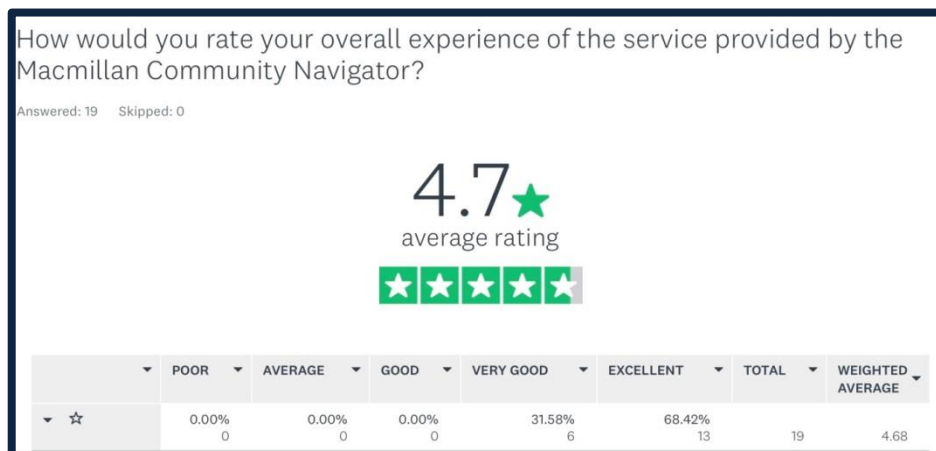 How would you rate your overall experience of the service provided by the
Macmillan Community Navigator?
Answered: 19 Skipped: 0
4.7
average rating
POOR AVERAGE GOOD VERY GOOD EXCELLENT TOTAL WEIGHTED
AVERAGE
0.00% 0.00% 0.00% 31.58% 68.42%
0 0 0 6 13 19 4.68